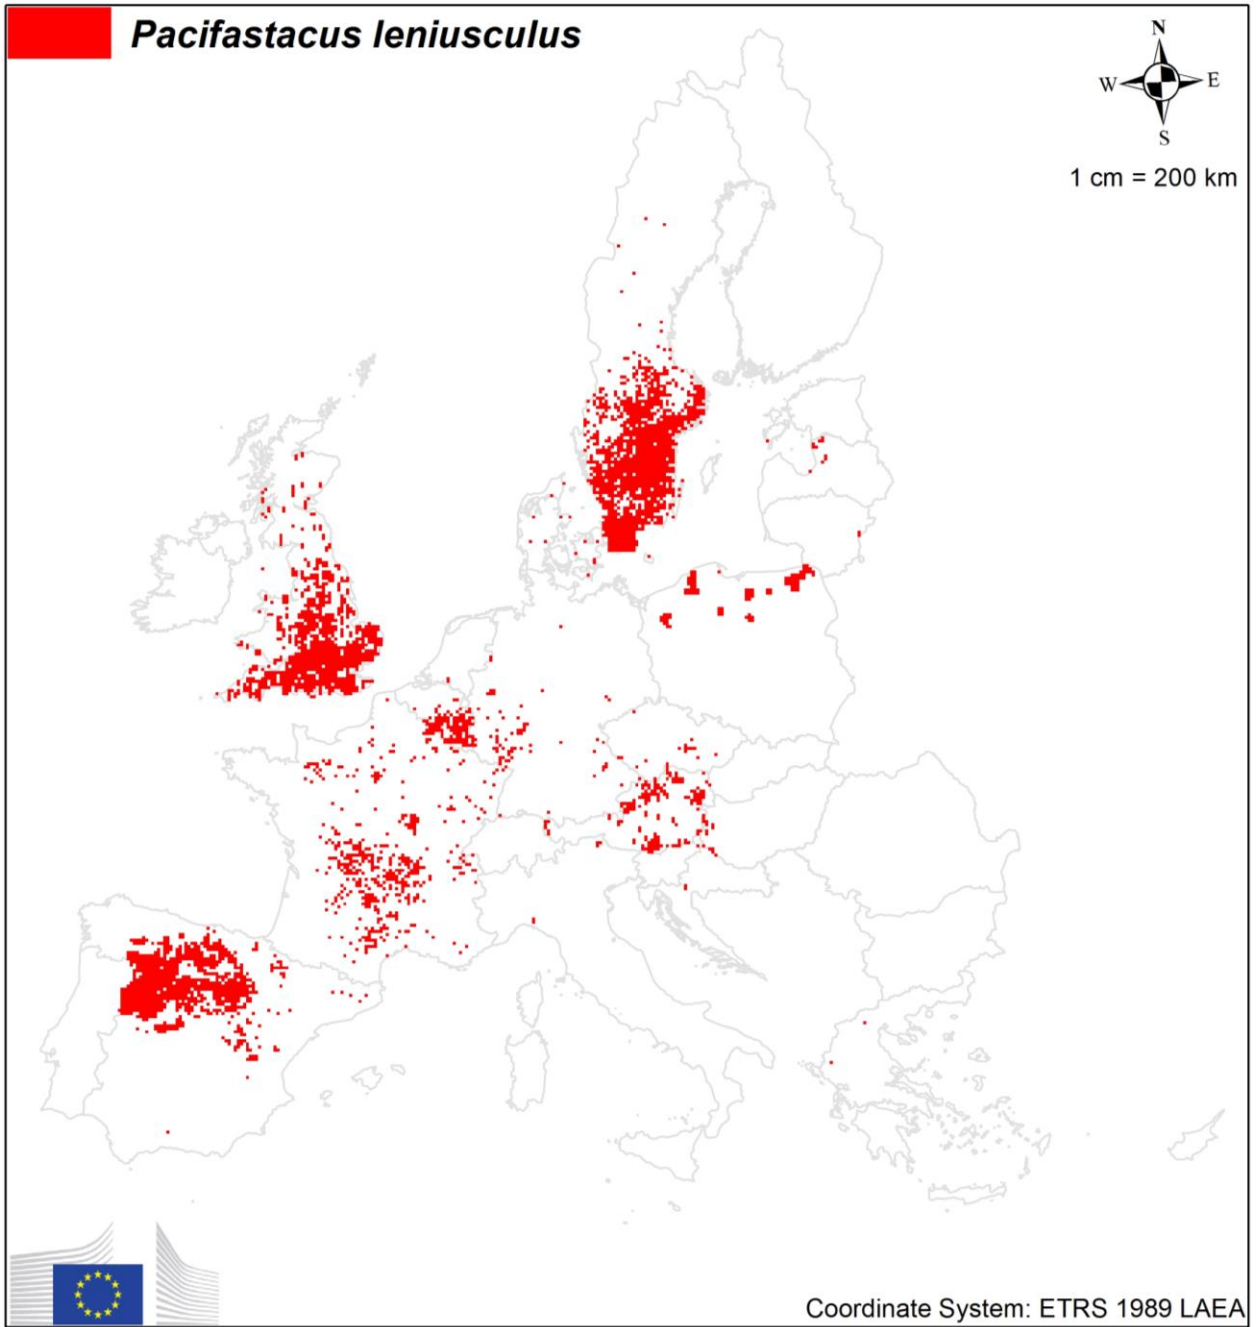 Pacifastacus leniusculus
N
W E
S
1 cm = 200 km
Coordinate System: ETRS 1989 LAEA